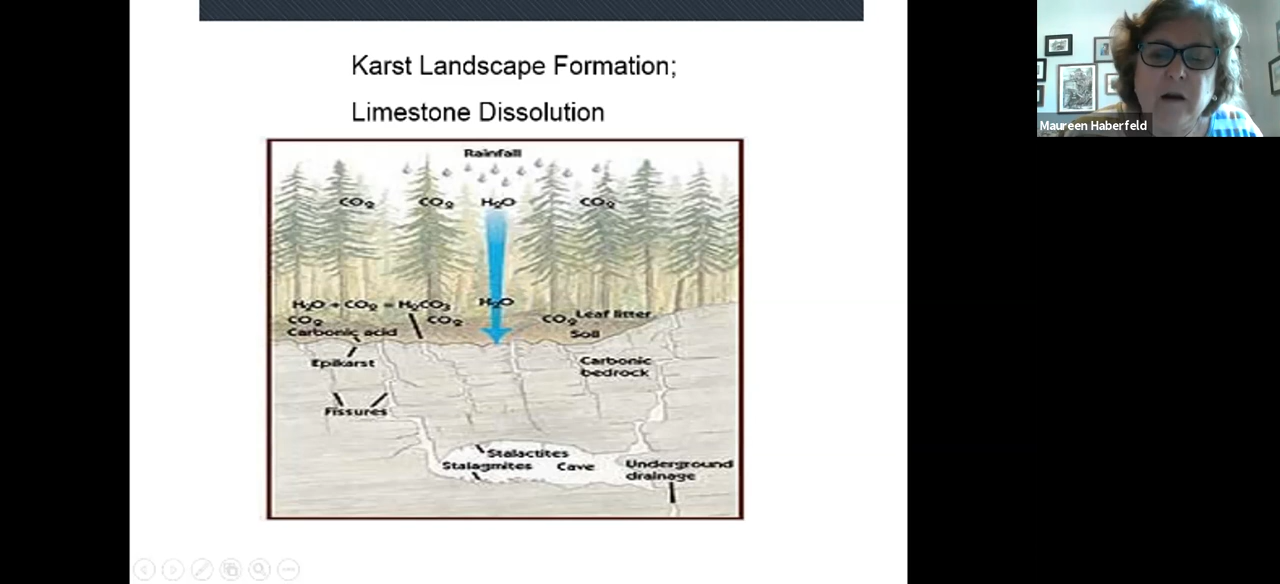 Karst Landscape Formation;
Limestone Dissolution
Maureen Haberfeld
Rainfall
CO2 CO2 H2O CO2
H2O + CO2 = H2CO3 H2O
CO2 CO2 CO2 Leaf litter
Carbonic acid Soil
Epikarst
Carbonic
bedrock
Fissures
Stalactites
Stalagmites Cave
Underground
drainage